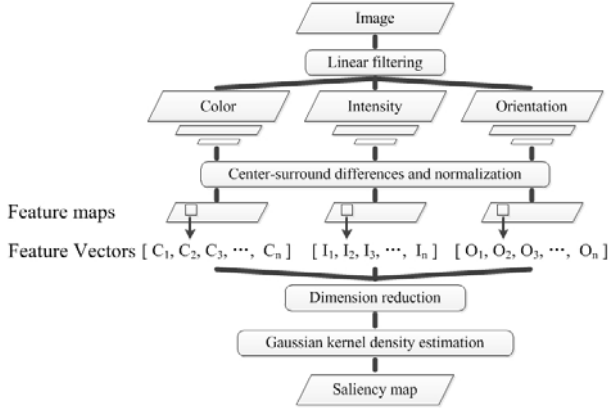 Image
Linear filtering
Color Intensity Orientation
Center-surround differences and normalization
Feature maps
Feature Vectors [ C₁, C₂, C₃, ···, Cₙ ] [ I₁, I₂, I₃, ···, Iₙ ] [ O₁, O₂, O₃, ···, Oₙ ]
Dimension reduction
Gaussian kernel density estimation
Saliency map